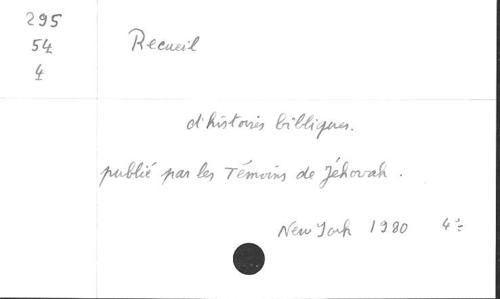 295
54
4
Recueil
d'histoires bibliques.
publié par les Témoins de Jéhovah.
New York 1980 4°